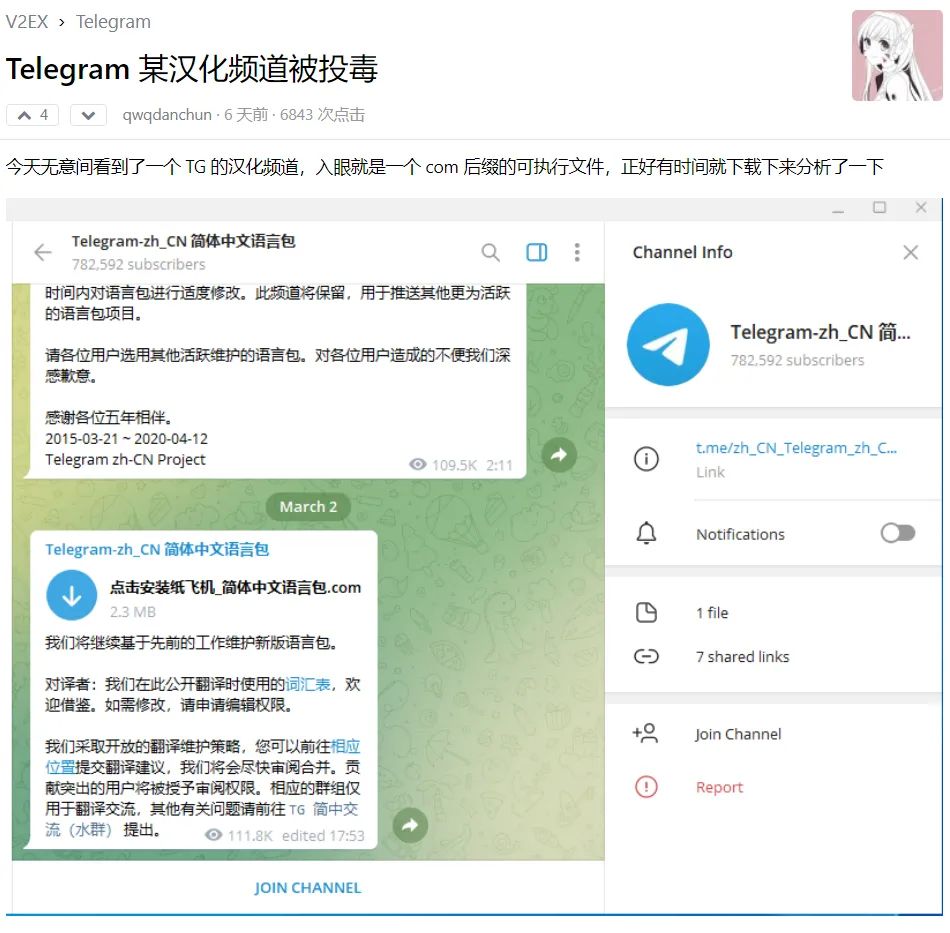 V2EX › Telegram
Telegram 某汉化频道被投毒
4 qwqdanchun · 6 天前 · 6843 次点击
今天无意间看到了一个 TG 的汉化频道，入眼就是一个 com 后缀的可执行文件，正好有时间就下载下来分析了一下
Telegram-zh_CN 简体中文语言包
782,592 subscribers
时间内对语言包进行适度修改。此频道将保留，用于推送其他更为活跃
的语言包项目。
请各位用户选用其他活跃维护的语言包。对各位用户造成的不便我们深
感歉意。
感谢各位五年相伴。
2015-03-21 ~ 2020-04-12
Telegram zh-CN Project
109.5K 2:11
March 2
Telegram-zh_CN 简体中文语言包
点击安装纸飞机_简体中文语言包.com
2.3 MB
我们将继续基于先前的工作维护新版语言包。
对译者：我们在此公开翻译时使用的词汇表，欢
迎借鉴。如需修改，请申请编辑权限。
我们采取开放的翻译维护策略，您可以前往相应
位置提交翻译建议，我们将会尽快审阅合并。贡
献突出的用户将被授予审阅权限。相应的群组仅
用于翻译交流，其他有关问题请前往 TG 简中交
流（水群） 提出。
111.8K edited 17:53
JOIN CHANNEL
Channel Info
Telegram-zh_CN 简...
782,592 subscribers
t.me/zh_CN_Telegram_zh_C...
Link
Notifications
1 file
7 shared links
Join Channel
Report